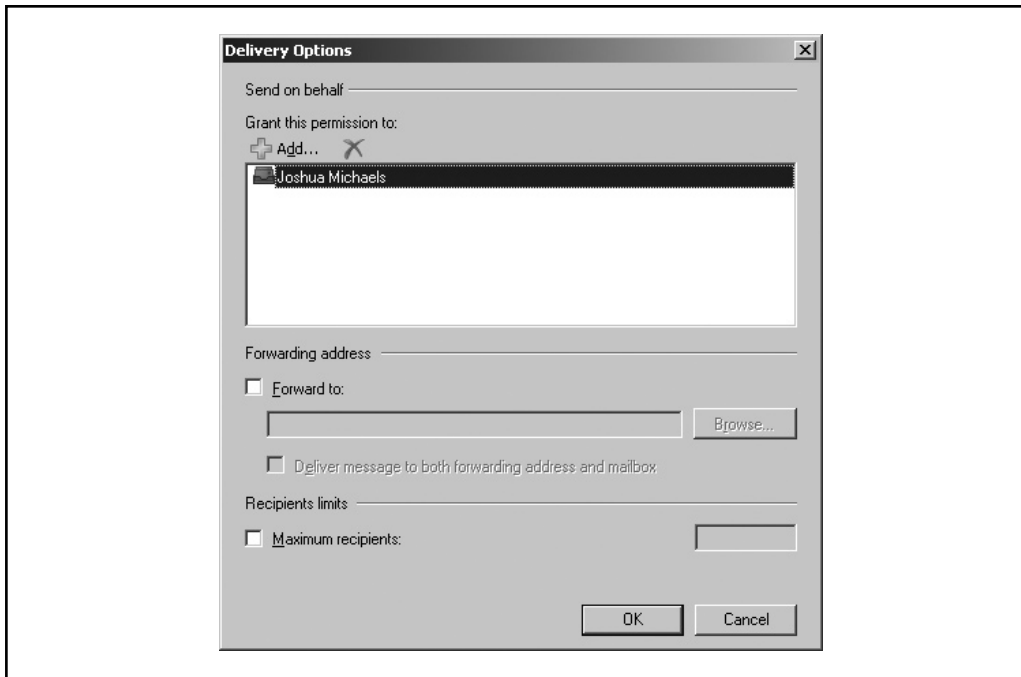 Delivery Options
Send on behalf
Grant this permission to:
Add...
Joshua Michaels
Forwarding address
Forward to:
Browse...
Deliver message to both forwarding address and mailbox
Recipients limits
Maximum recipients:
OK Cancel